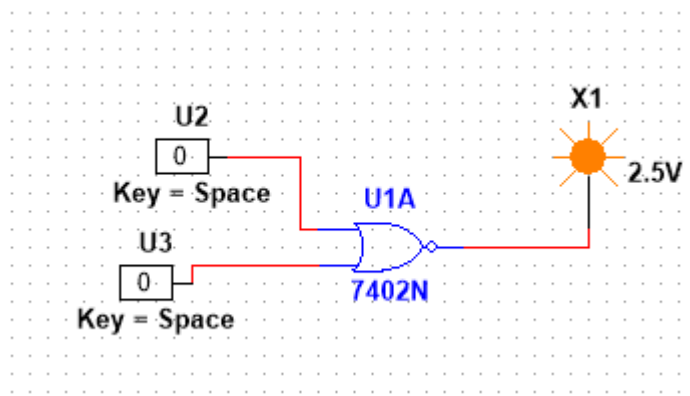 X1
U2
0
2.5V
Key = Space
U1A
U3
0
7402N
Key = Space